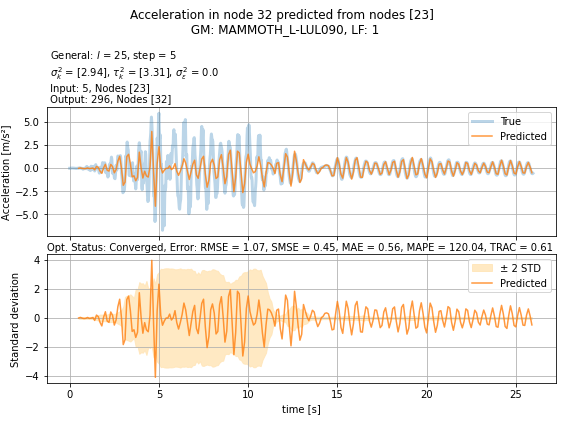 Acceleration in node 32 predicted from nodes [23]
GM: MAMMOTH_L-LUL090, LF: 1
General: l = 25, step = 5
σ²ₖ = [2.94], τ²ₖ = [3.31], σ²ε = 0.0
Input: 5, Nodes [23]
Output: 296, Nodes [32]
Acceleration [m/s²]
5.0
2.5
0.0
−2.5
−5.0
True
Predicted
Opt. Status: Converged, Error: RMSE = 1.07, SMSE = 0.45, MAE = 0.56, MAPE = 120.04, TRAC = 0.61
Standard deviation
4
2
0
−2
−4
± 2 STD
Predicted
0 5 10 15 20 25
time [s]